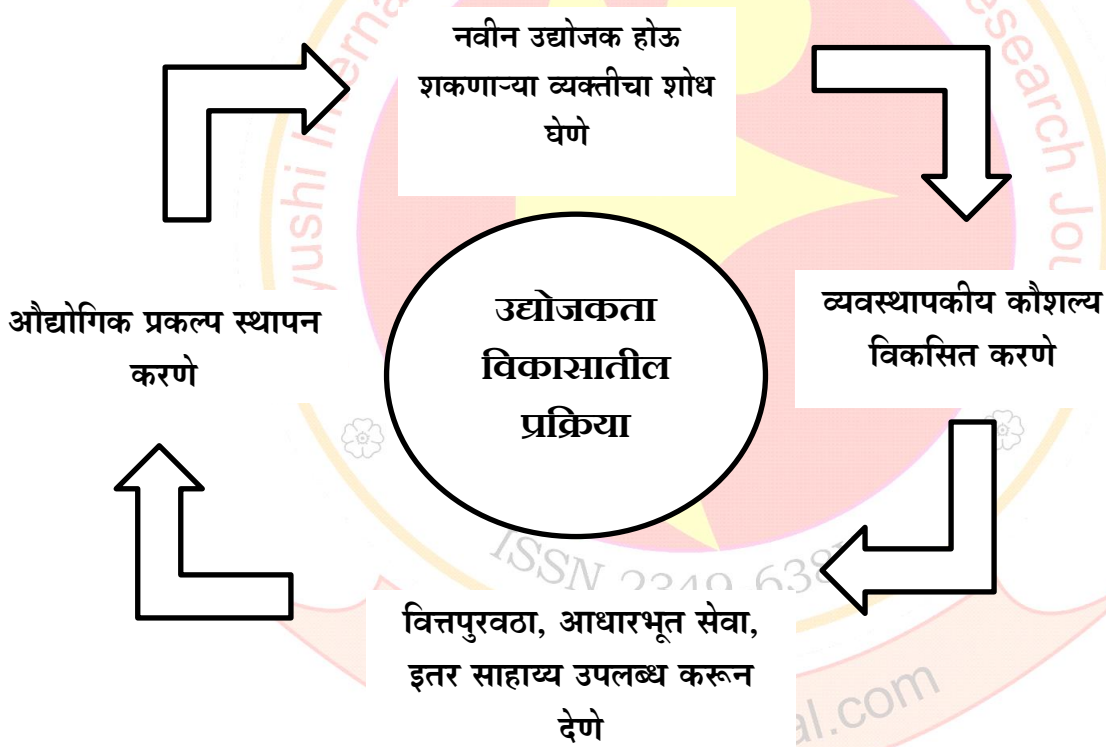 नवीन उद्योजक होऊ
शकणाऱ्या व्यक्तीचा शोध
घेणे
उद्योजकता
विकासातील
प्रक्रिया
व्यवस्थापकीय कौशल्य
विकसित करणे
औद्योगिक प्रकल्प स्थापन
करणे
वित्तपुरवठा, आधारभूत सेवा,
इतर साहाय्य उपलब्ध करून
देणे
ISSN 2349 638
al.com